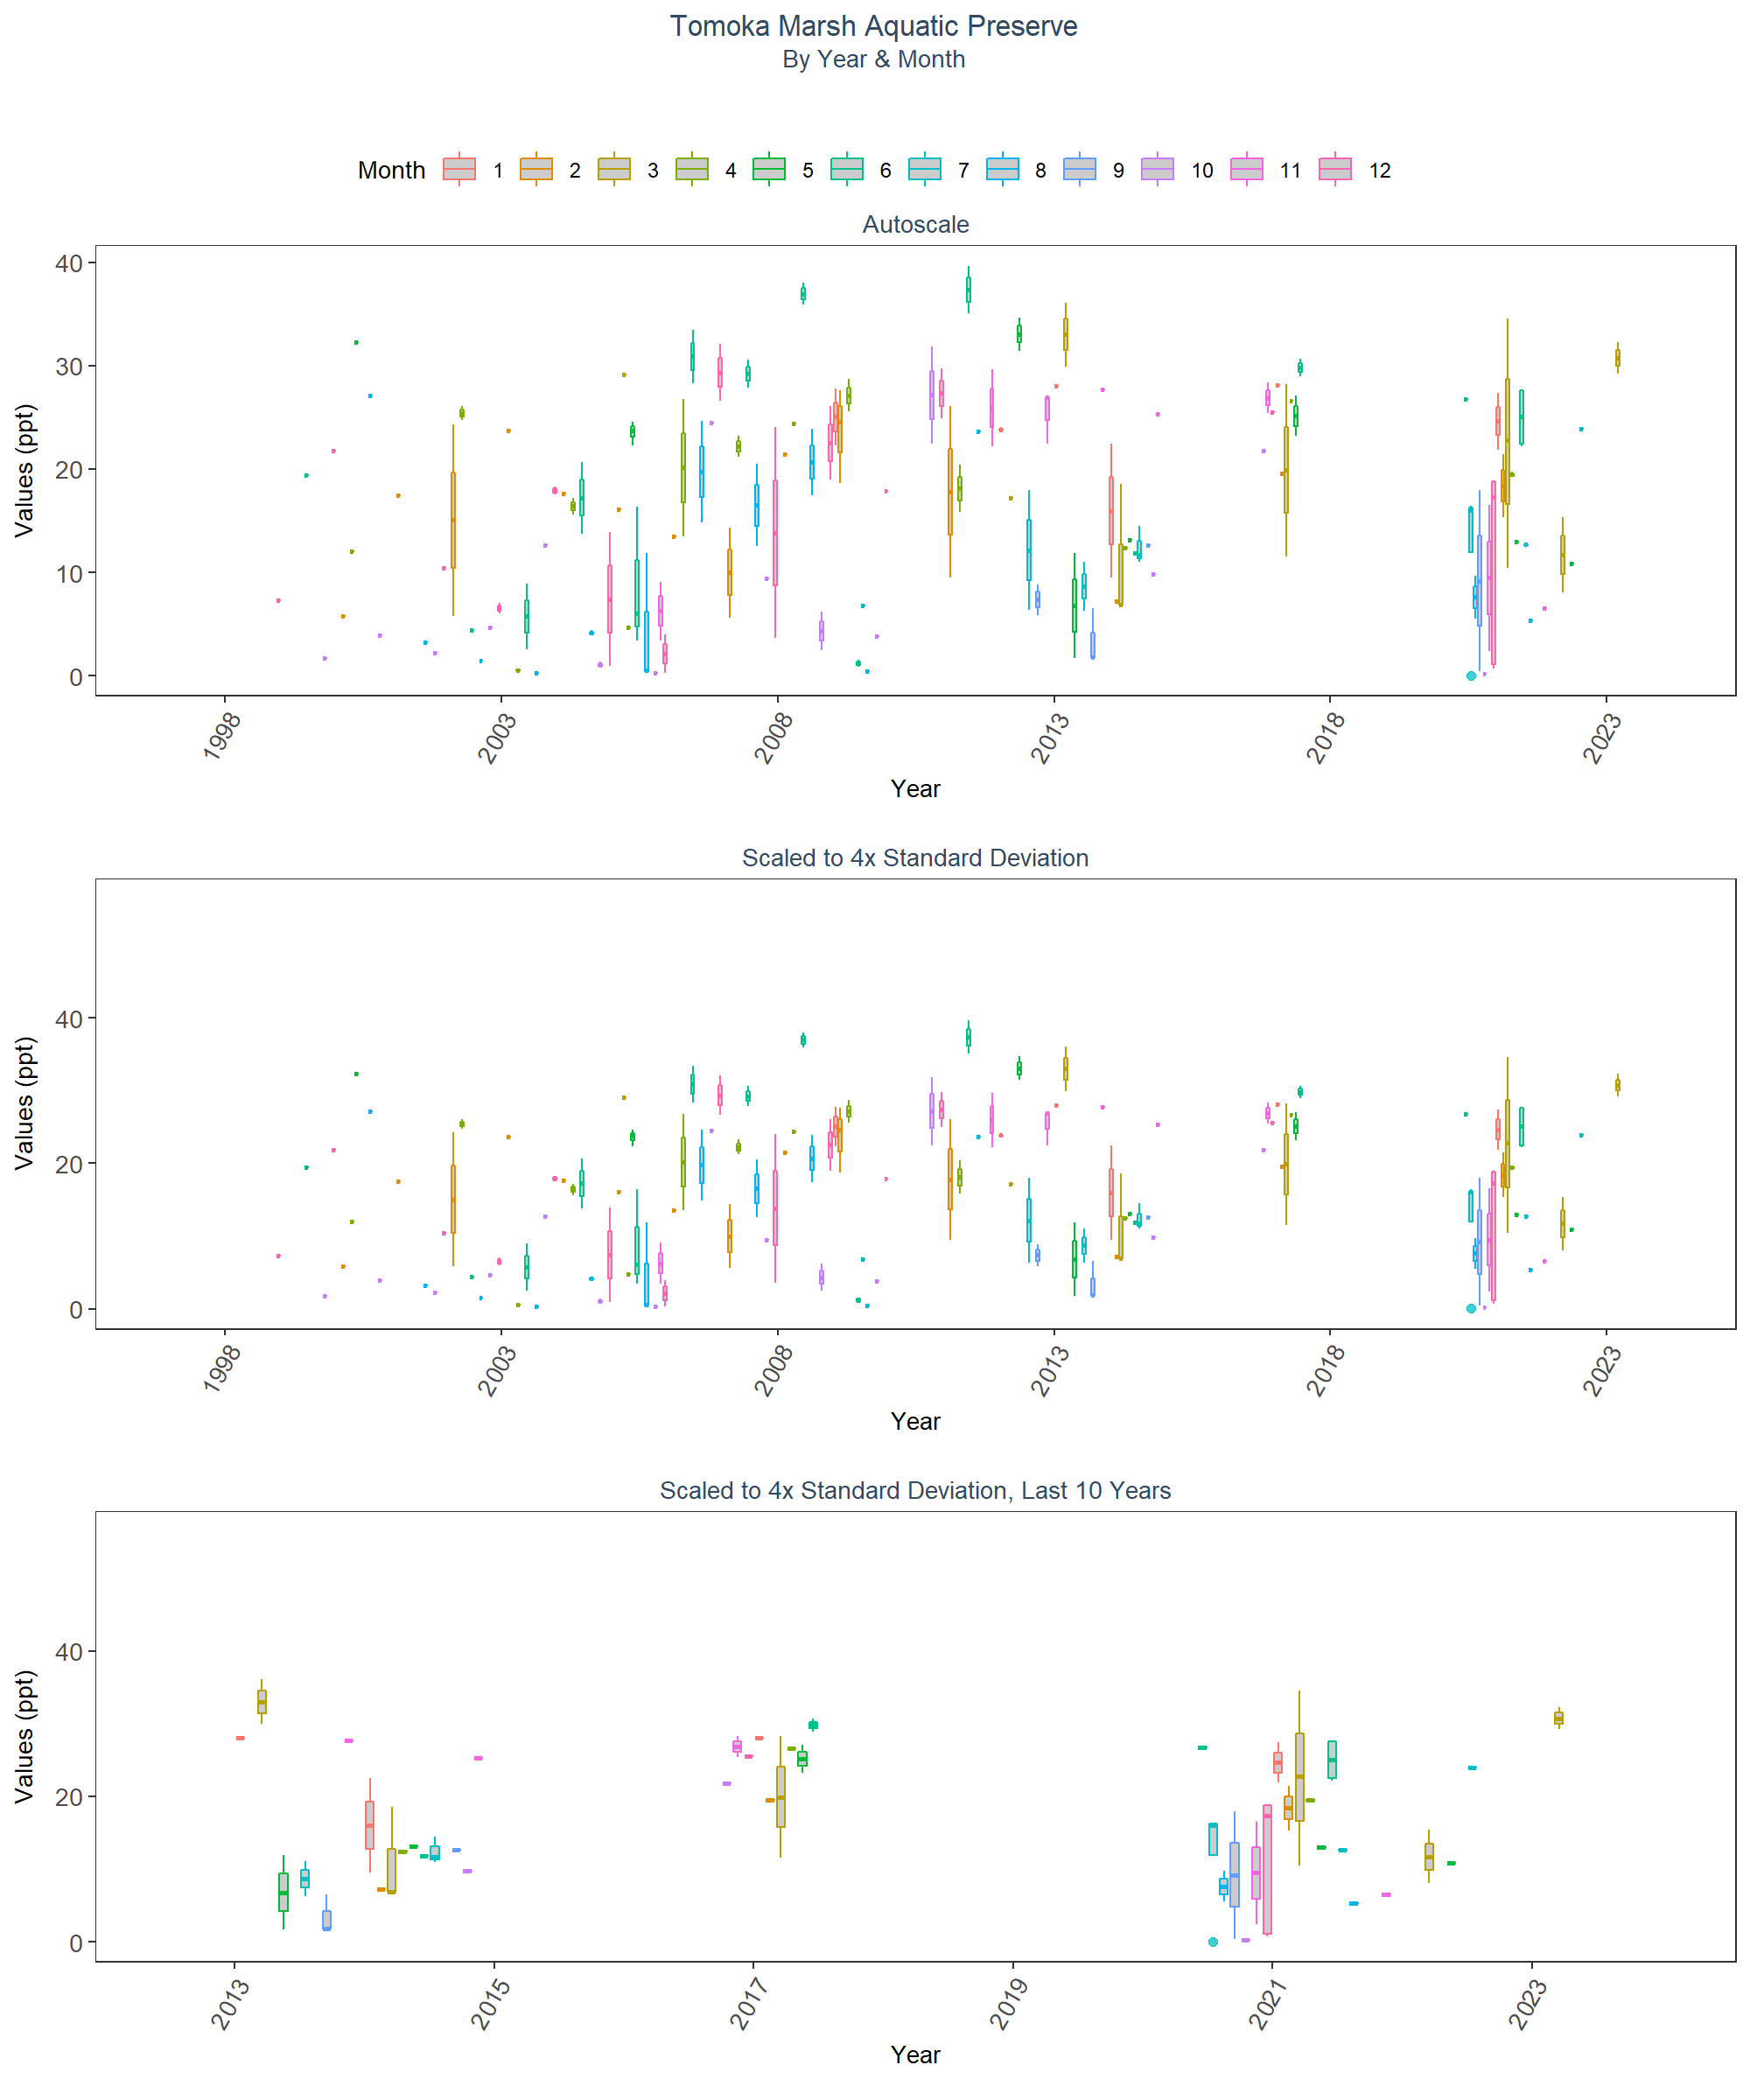 Tomoka Marsh Aquatic Preserve
By Year & Month
Month 1 2 3 4 5 6 7 8 9 10 11 12
Autoscale
Values (ppt)
40
30
20
10
0
1998 2003 2008 2013 2018 2023
Year
Scaled to 4x Standard Deviation
Values (ppt)
40
20
0
1998 2003 2008 2013 2018 2023
Year
Scaled to 4x Standard Deviation, Last 10 Years
Values (ppt)
40
20
0
2013 2015 2017 2019 2021 2023
Year